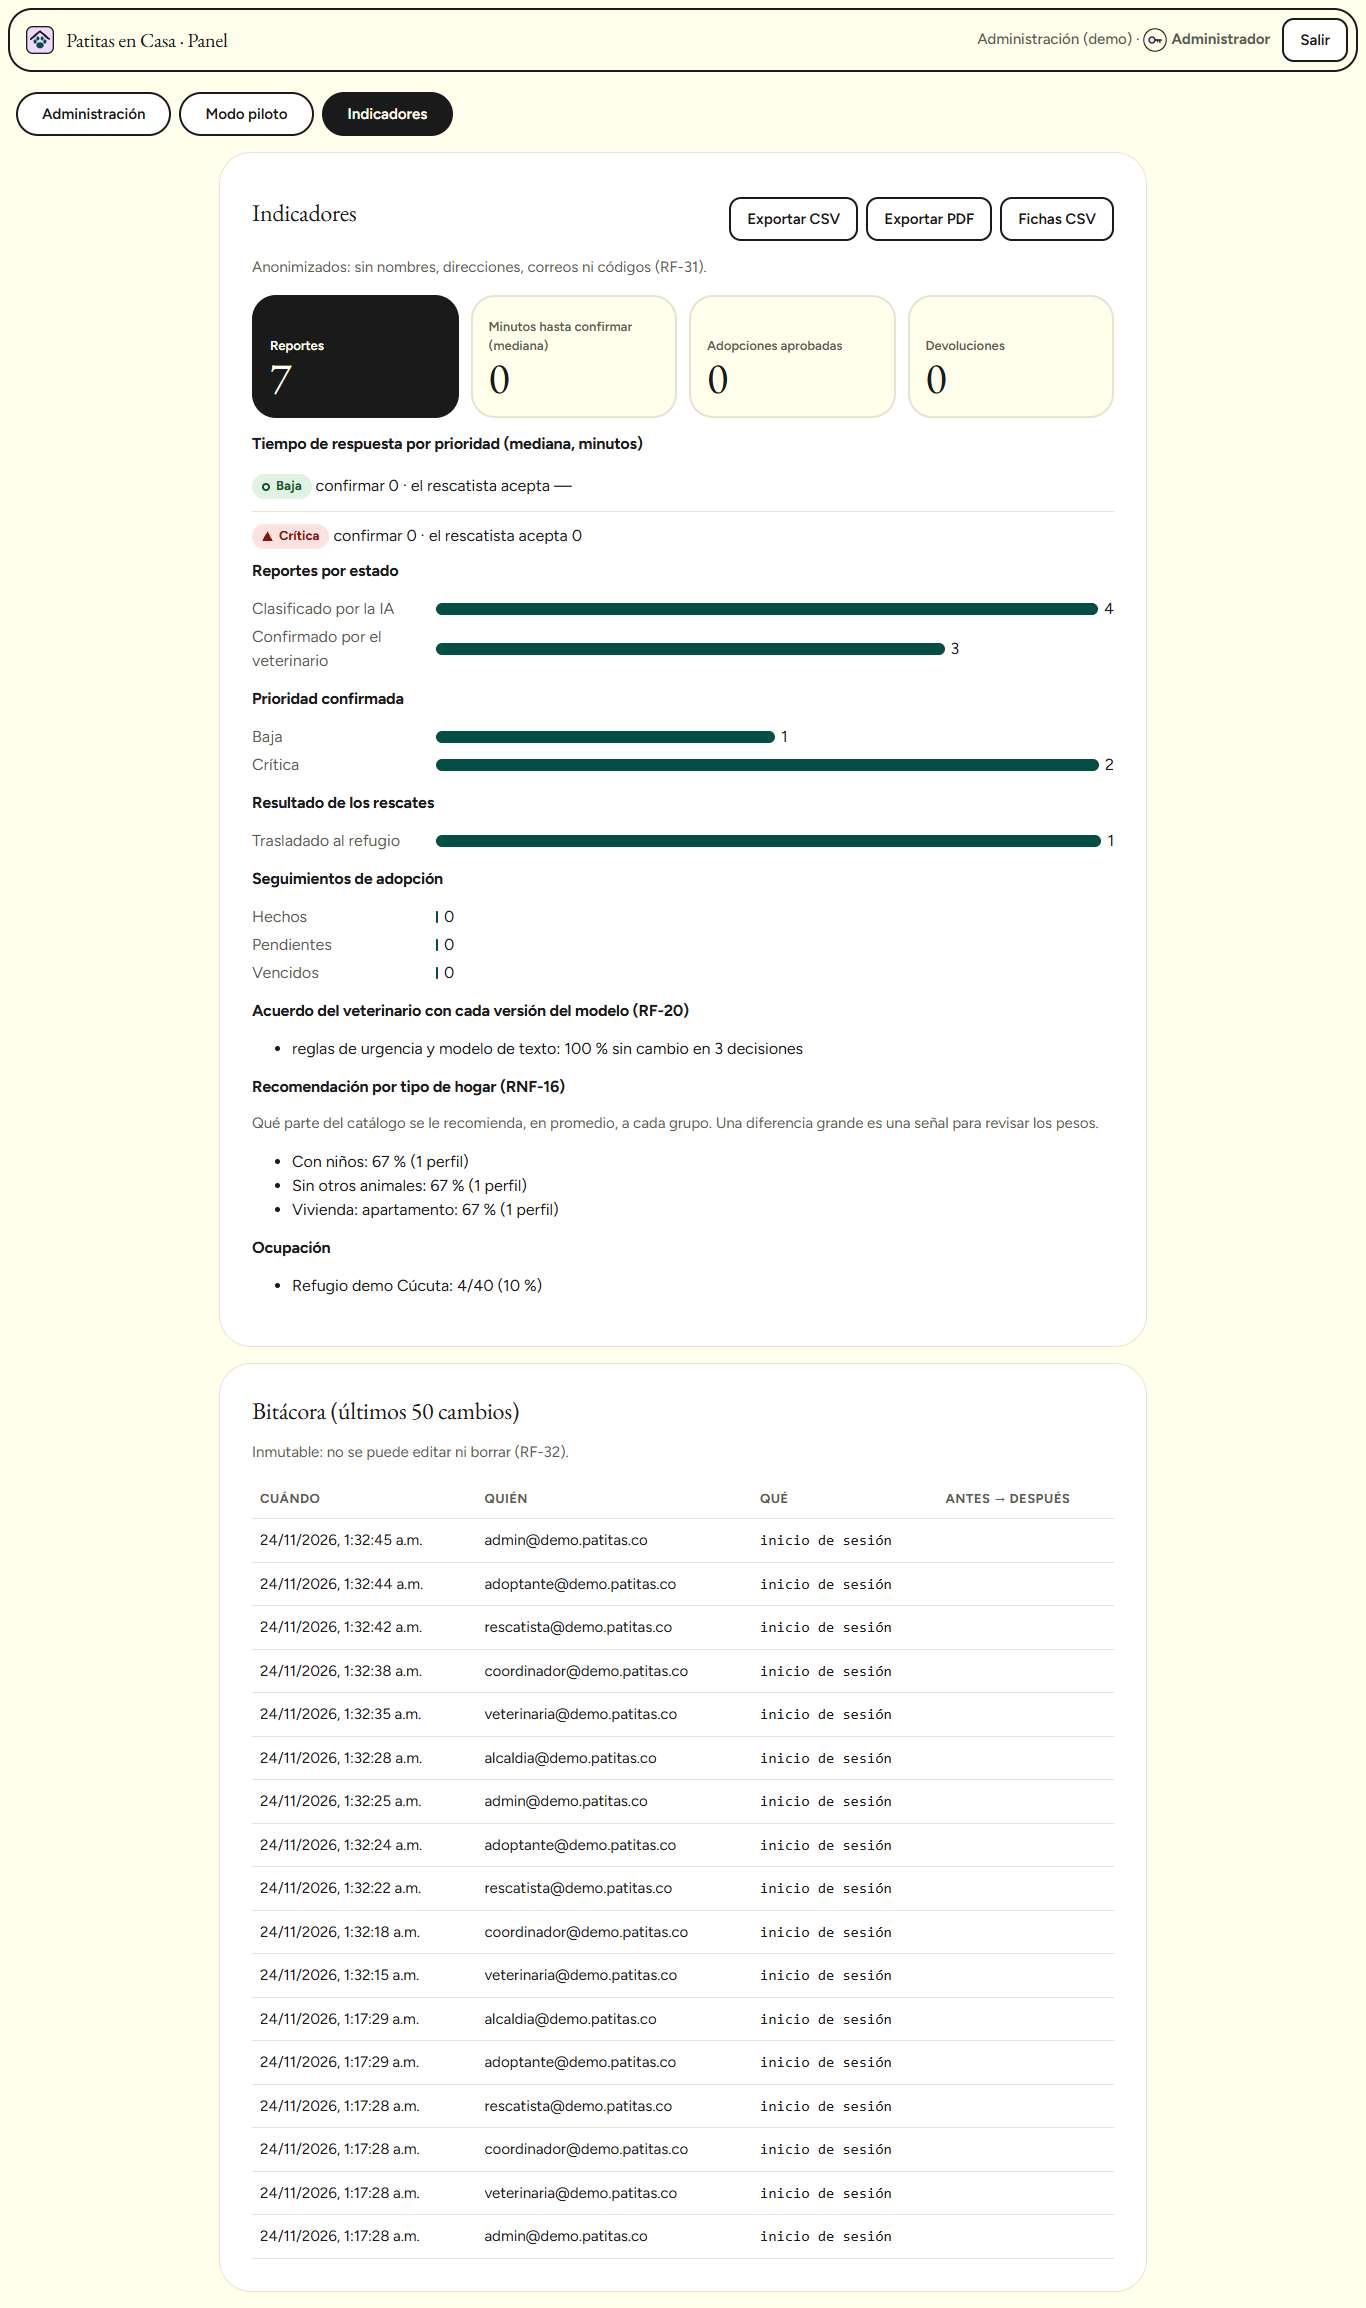 Patitas en Casa · Panel
Administración (demo) · Administrador
Salir
Administración
Modo piloto
Indicadores
Indicadores
Exportar CSV
Exportar PDF
Fichas CSV
Anonimizados: sin nombres, direcciones, correos ni códigos (RF-31).
Reportes
7
Minutos hasta confirmar
(mediana)
0
Adopciones aprobadas
0
Devoluciones
0
Tiempo de respuesta por prioridad (mediana, minutos)
Baja confirmar 0 · el rescatista acepta —
Crítica confirmar 0 · el rescatista acepta 0
Reportes por estado
Clasificado por la IA 4
Confirmado por el
veterinario 3
Prioridad confirmada
Baja 1
Crítica 2
Resultado de los rescates
Trasladado al refugio 1
Seguimientos de adopción
Hechos 0
Pendientes 0
Vencidos 0
Acuerdo del veterinario con cada versión del modelo (RF-20)
• reglas de urgencia y modelo de texto: 100 % sin cambio en 3 decisiones
Recomendación por tipo de hogar (RNF-16)
Qué parte del catálogo se le recomienda, en promedio, a cada grupo. Una diferencia grande es una señal para revisar los pesos.
• Con niños: 67 % (1 perfil)
• Sin otros animales: 67 % (1 perfil)
• Vivienda: apartamento: 67 % (1 perfil)
Ocupación
• Refugio demo Cúcuta: 4/40 (10 %)
Bitácora (últimos 50 cambios)
Inmutable: no se puede editar ni borrar (RF-32).
CUÁNDO QUIÉN QUÉ ANTES → DESPUÉS
24/11/2026, 1:32:45 a.m. admin@demo.patitas.co inicio de sesión
24/11/2026, 1:32:44 a.m. adoptante@demo.patitas.co inicio de sesión
24/11/2026, 1:32:42 a.m. rescatista@demo.patitas.co inicio de sesión
24/11/2026, 1:32:38 a.m. coordinador@demo.patitas.co inicio de sesión
24/11/2026, 1:32:35 a.m. veterinaria@demo.patitas.co inicio de sesión
24/11/2026, 1:32:28 a.m. alcaldia@demo.patitas.co inicio de sesión
24/11/2026, 1:32:25 a.m. admin@demo.patitas.co inicio de sesión
24/11/2026, 1:32:24 a.m. adoptante@demo.patitas.co inicio de sesión
24/11/2026, 1:32:22 a.m. rescatista@demo.patitas.co inicio de sesión
24/11/2026, 1:32:18 a.m. coordinador@demo.patitas.co inicio de sesión
24/11/2026, 1:32:15 a.m. veterinaria@demo.patitas.co inicio de sesión
24/11/2026, 1:17:29 a.m. alcaldia@demo.patitas.co inicio de sesión
24/11/2026, 1:17:29 a.m. adoptante@demo.patitas.co inicio de sesión
24/11/2026, 1:17:28 a.m. rescatista@demo.patitas.co inicio de sesión
24/11/2026, 1:17:28 a.m. coordinador@demo.patitas.co inicio de sesión
24/11/2026, 1:17:28 a.m. veterinaria@demo.patitas.co inicio de sesión
24/11/2026, 1:17:28 a.m. admin@demo.patitas.co inicio de sesión